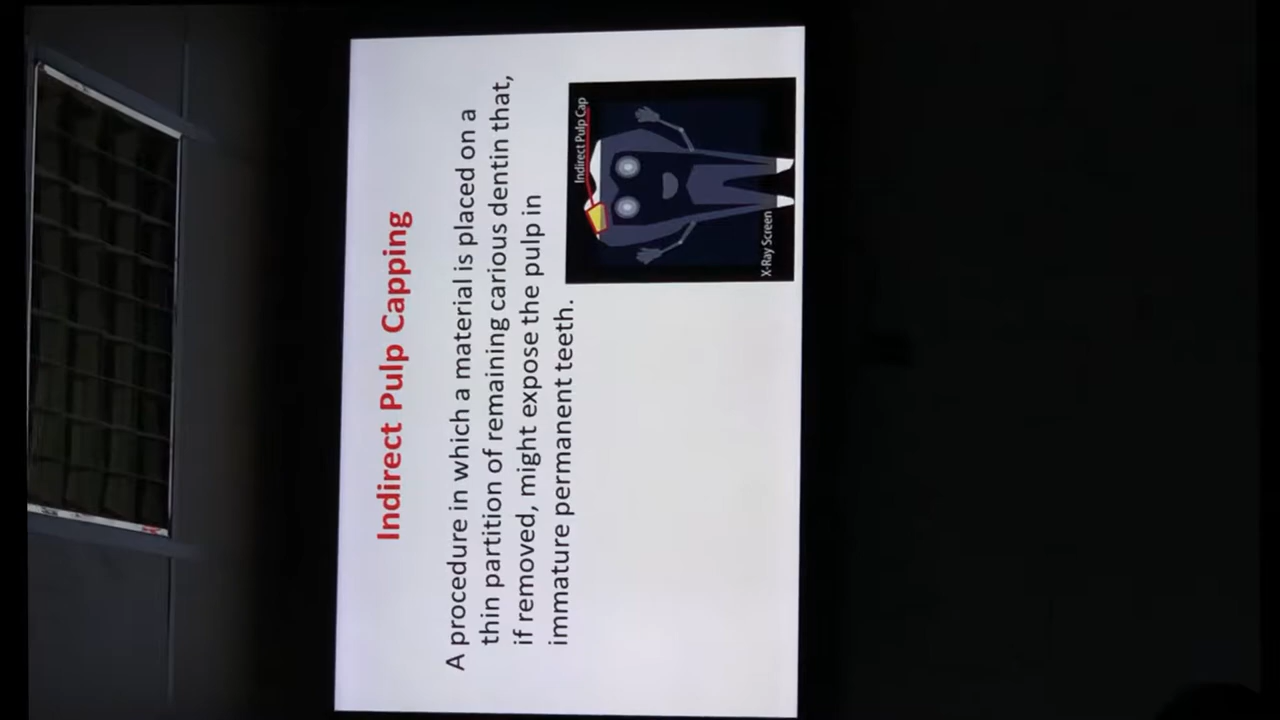 Indirect Pulp Capping
A procedure in which a material is placed on a
thin partition of remaining carious dentin that,
if removed, might expose the pulp in
immature permanent teeth.
Indirect Pulp Cap
X-Ray Screen